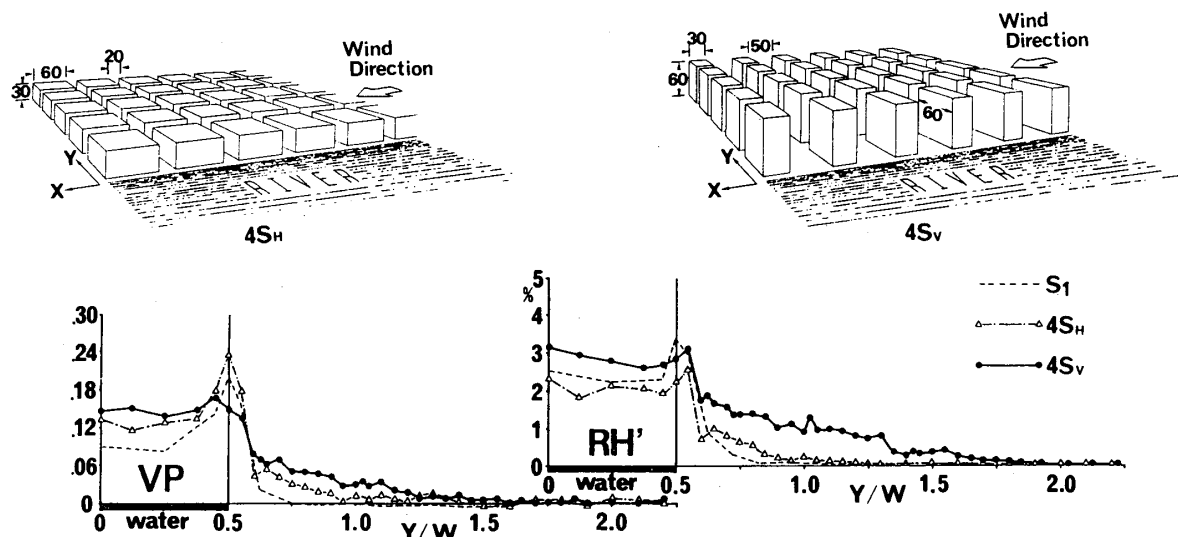 Wind
Direction
60
20
30
Y
X
RIVER
4SH
Wind
Direction
30
50
60
60
Y
X
RIVER
4SV
.30
.24
.18
.12
.06
0
VP
water
0
0.5
1.0
1.5
2.0
Y/W
%
5
4
3
2
1
0
RH'
water
0
0.5
1.0
1.5
2.0
Y/W
S1
4SH
4SV